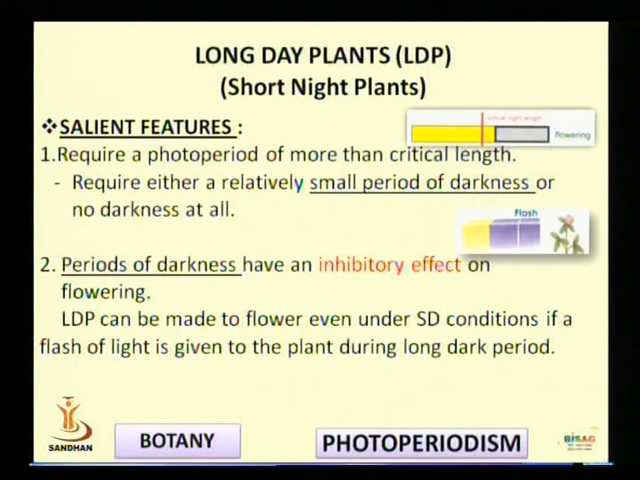 LONG DAY PLANTS (LDP)
(Short Night Plants)
❖SALIENT FEATURES :
critical night length
flowering
1.Require a photoperiod of more than critical length.
- Require either a relatively small period of darkness or
no darkness at all.
Flash
2. Periods of darkness have an inhibitory effect on
flowering.
LDP can be made to flower even under SD conditions if a
flash of light is given to the plant during long dark period.
SANDHAN
BOTANY
PHOTOPERIODISM
BISAG